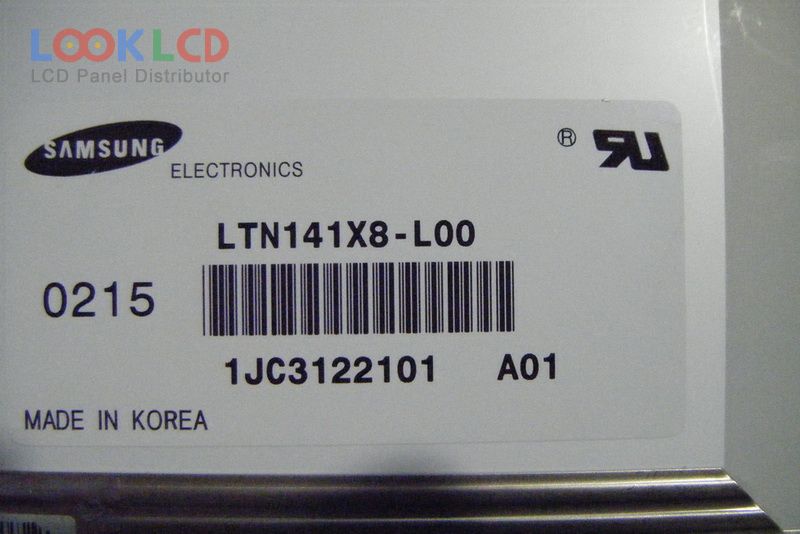 LOOK LCD
LCD Panel Distributor
SAMSUNG
ELECTRONICS
®
LTN141X8-L00
0215
1JC3122101 A01
MADE IN KOREA